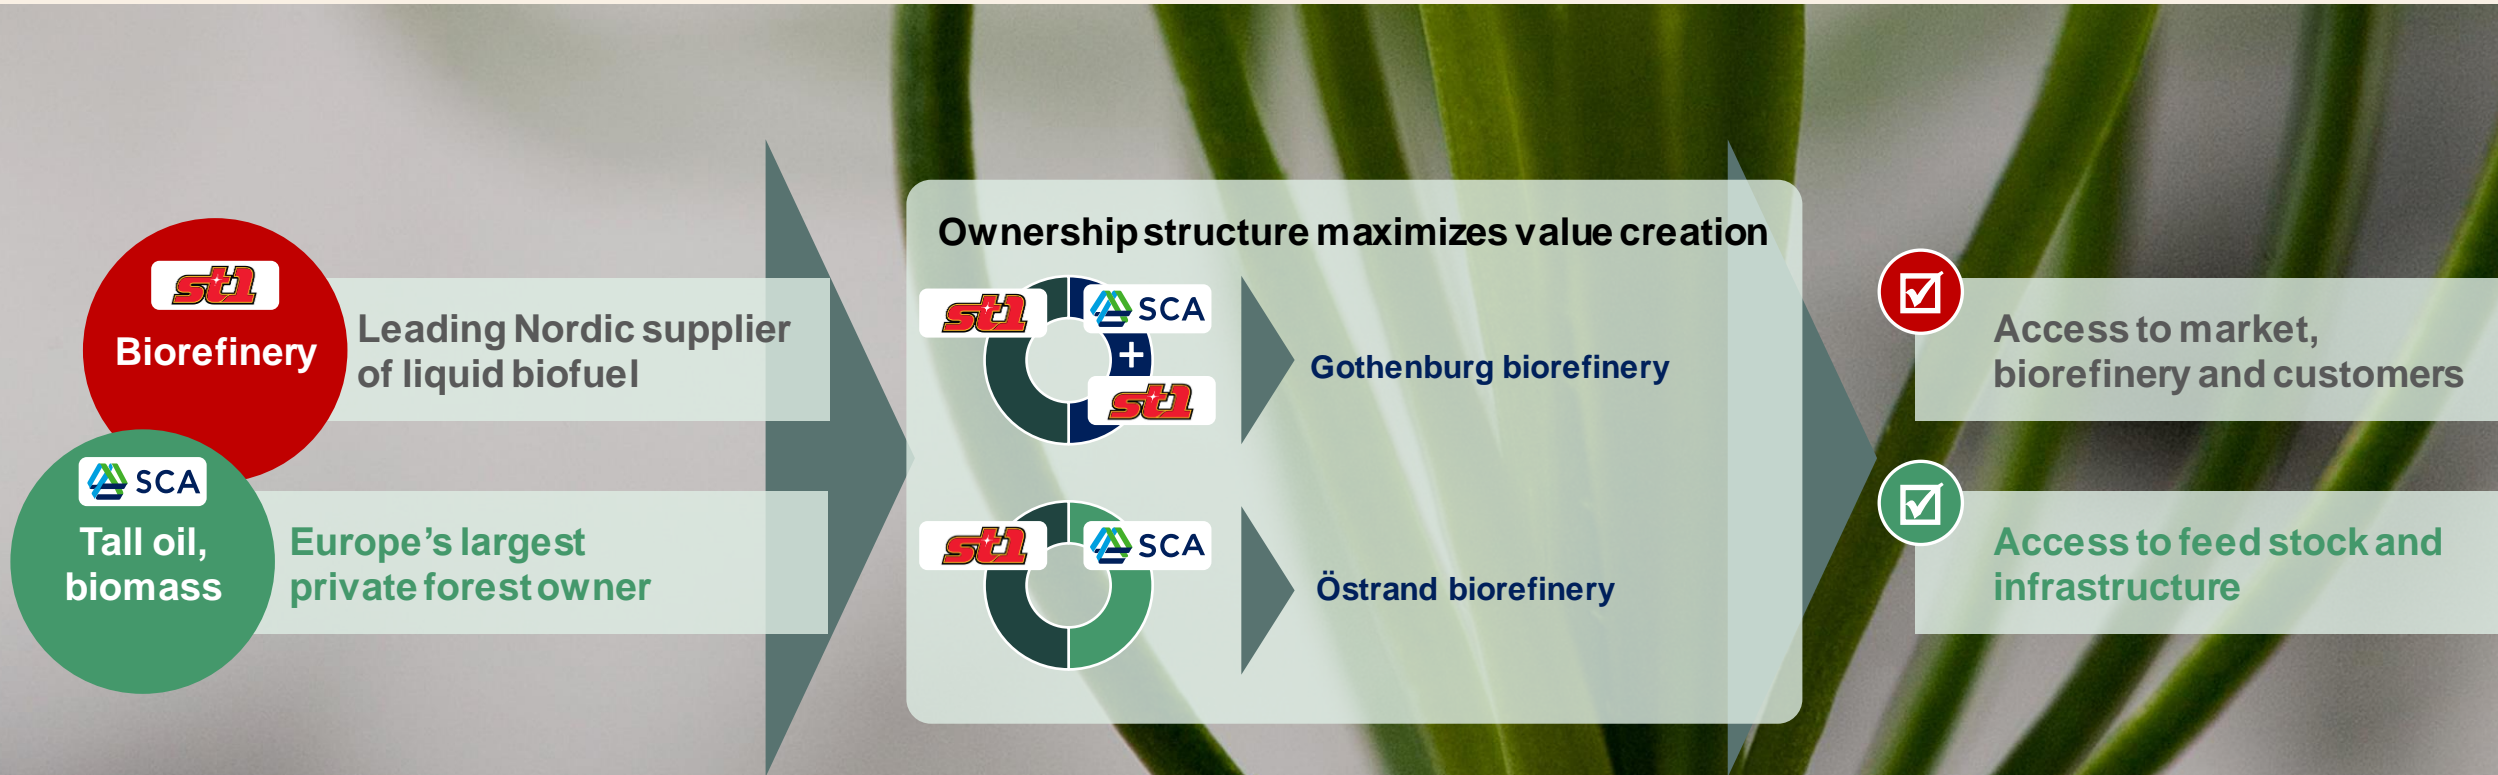 st1
Biorefinery
Leading Nordic supplier
of liquid biofuel
SCA
Tall oil,
biomass
Europe's largest
private forest owner
Ownership structure maximizes value creation
st1
SCA
+
st1
Gothenburg biorefinery
st1
SCA
Östrand biorefinery
Access to market,
biorefinery and customers
Access to feed stock and
infrastructure